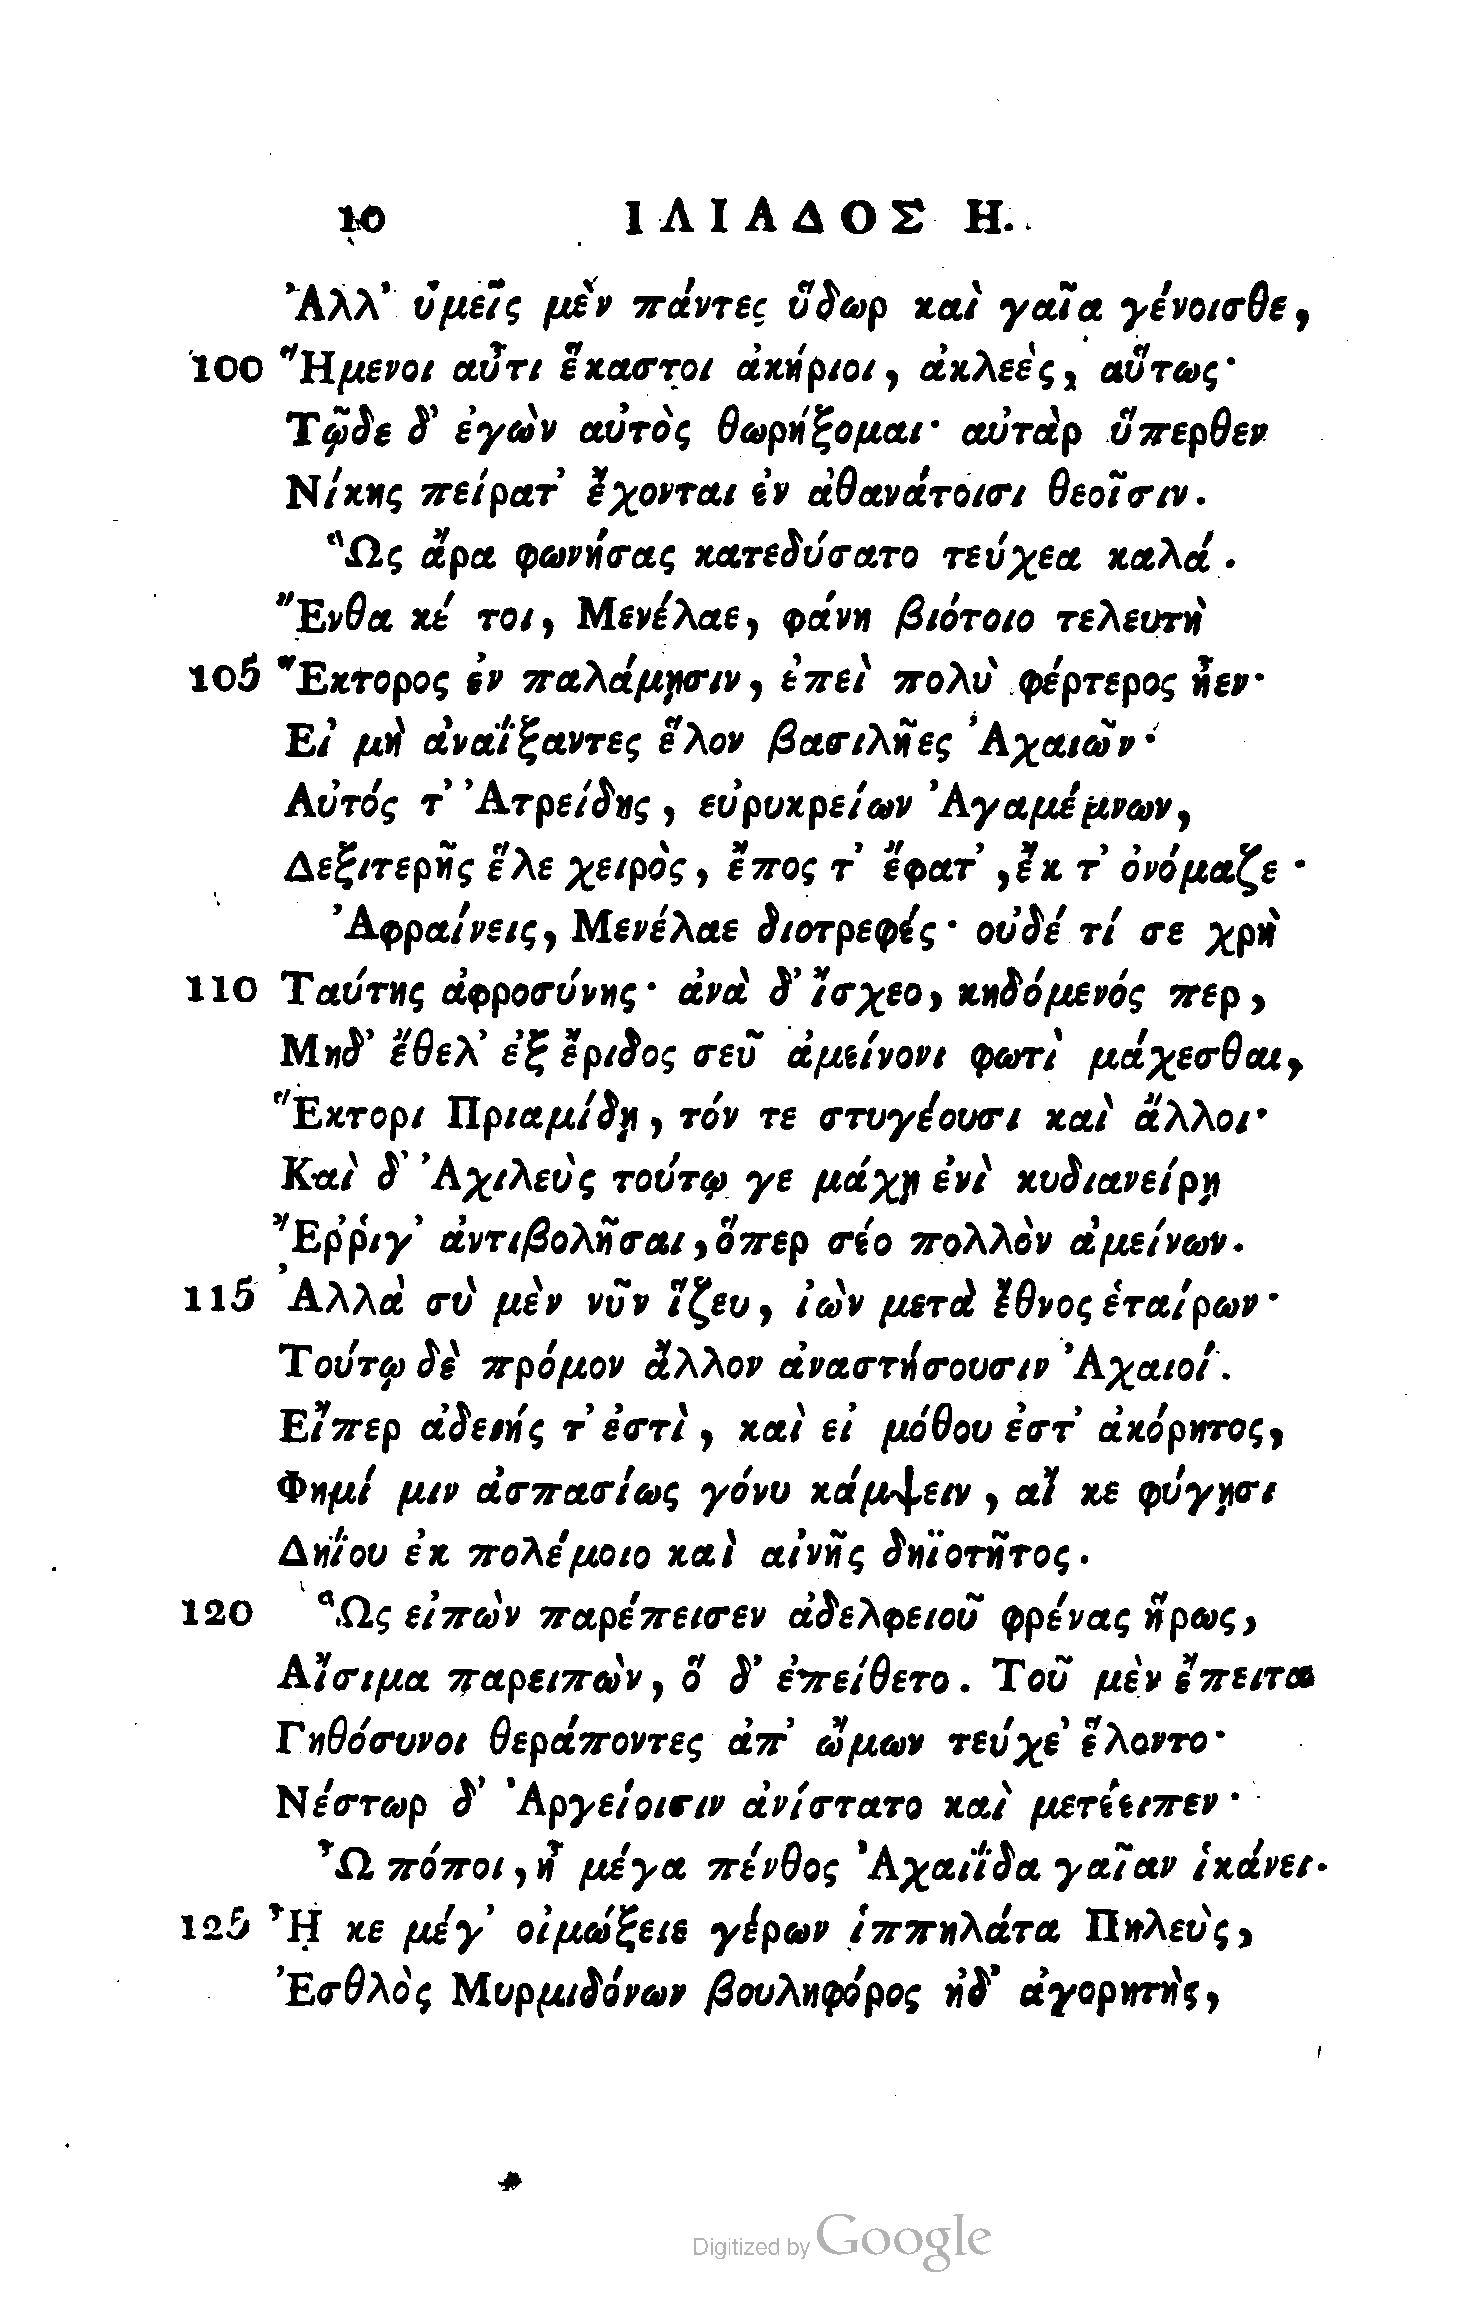 10 ΙΛΙΑΔΟΣ Η.
Ἀλλ' ὑμεῖς μὲν πάντες ὕδωρ καὶ γαῖα γένοισθε,
100 Ἥμενοι αὖτι ἕκαστοι ἀκήριοι, ἀκλεὲς, αὕτως·
Τῷδε δ' ἐγὼν αὐτὸς θωρήξομαι· αὐτὰρ ὕπερθεν
Νίκης πείρατ' ἔχονται ἐν ἀθανάτοισι θεοῖσιν.
Ὣς ἄρα φωνήσας κατεδύσατο τεύχεα καλά.
Ἔνθα κέ τοι, Μενέλαε, φάνη βιότοιο τελευτὴ
105 Ἕκτορος ἐν παλάμῃσιν, ἐπεὶ πολὺ φέρτερος ἦεν·
Εἰ μὴ ἀναΐξαντες ἕλον βασιλῆες Ἀχαιῶν·
Αὐτός τ' Ἀτρείδης, εὐρυκρείων Ἀγαμέμνων,
Δεξιτερῆς ἕλε χειρὸς, ἔπος τ' ἔφατ', ἔκ τ' ὀνόμαζε·
Ἀφραίνεις, Μενέλαε διοτρεφές· οὐδέ τί σε χρὴ
110 Ταύτης ἀφροσύνης· ἀνὰ δ' ἴσχεο, κηδόμενός περ,
Μηδ' ἔθελ' ἐξ ἔριδος σεῦ ἀμείνονι φωτὶ μάχεσθαι,
Ἕκτορι Πριαμίδῃ, τόν τε στυγέουσι καὶ ἄλλοι·
Καὶ δ' Ἀχιλεὺς τούτῳ γε μάχῃ ἐνὶ κυδιανείρῃ
Ἔῤῥιγ' ἀντιβολῆσαι, ὅπερ σέο πολλὸν ἀμείνων.
115 Ἀλλὰ σὺ μὲν νῦν ἵζευ, ἰὼν μετὰ ἔθνος ἑταίρων·
Τούτῳ δὲ πρόμον ἄλλον ἀναστήσουσιν Ἀχαιοί.
Εἴπερ ἀδειής τ' ἐστὶ, καὶ εἰ μόθου ἐστ' ἀκόρητος,
Φημί μιν ἀσπασίως γόνυ κάμψειν, αἴ κε φύγῃσι
Δηΐου ἐκ πολέμοιο καὶ αἰνῆς δηϊοτῆτος.
120 Ὣς εἰπὼν παρέπεισεν ἀδελφειοῦ φρένας ἥρως,
Αἴσιμα παρειπὼν, ὅ δ' ἐπείθετο. Τοῦ μὲν ἔπειτα
Γηθόσυνοι θεράποντες ἀπ' ὤμων τεύχε' ἕλοντο·
Νέστωρ δ' Ἀργείοισιν ἀνίστατο καὶ μετέειπεν·
Ὦ πόποι, ἦ μέγα πένθος Ἀχαιΐδα γαῖαν ἱκάνει.
125 Ἦ κε μέγ' οἰμώξειε γέρων ἱππηλάτα Πηλεὺς,
Ἐσθλὸς Μυρμιδόνων βουληφόρος ἠδ' ἀγορητὴς,
Digitized by Google